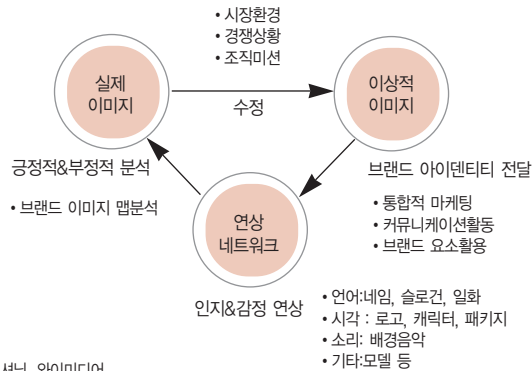 • 시장환경
• 경쟁상황
• 조직미션
실제
이미지
수정
이상적
이미지
긍정적&부정적 분석
• 브랜드 이미지 맵분석
브랜드 아이덴티티 전달
• 통합적 마케팅
• 커뮤니케이션활동
• 브랜드 요소활용
연상
네트워크
인지&감정 연상
• 언어:네임, 슬로건, 일화
• 시각 : 로고, 캐릭터, 패키지
• 소리: 배경음악
• 기타:모델 등